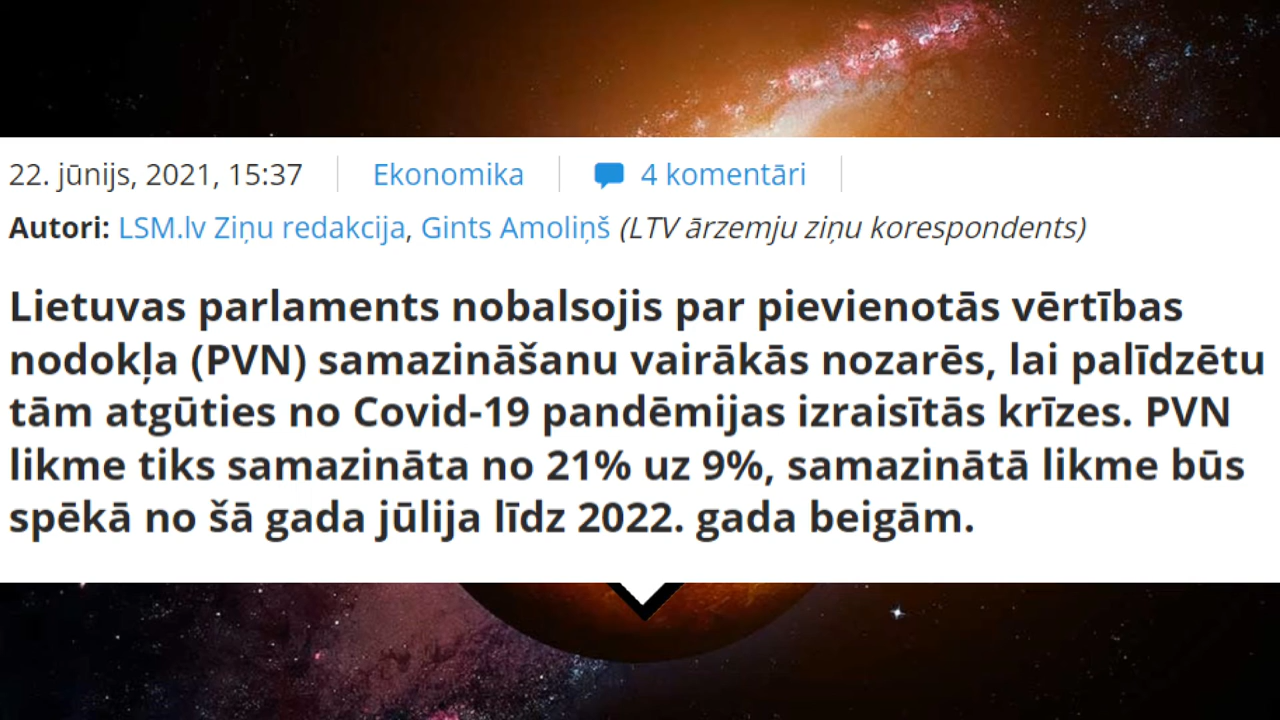 22. jūnijs, 2021, 15:37 Ekonomika 4 komentāri
Autori: LSM.lv Ziņu redakcija, Gints Amoliņš (LTV ārzemju ziņu korespondents)
Lietuvas parlaments nobalsojis par pievienotās vērtības
nodokļa (PVN) samazināšanu vairākās nozarēs, lai palīdzētu
tām atgūties no Covid-19 pandēmijas izraisītās krīzes. PVN
likme tiks samazināta no 21% uz 9%, samazinātā likme būs
spēkā no šā gada jūlija līdz 2022. gada beigām.